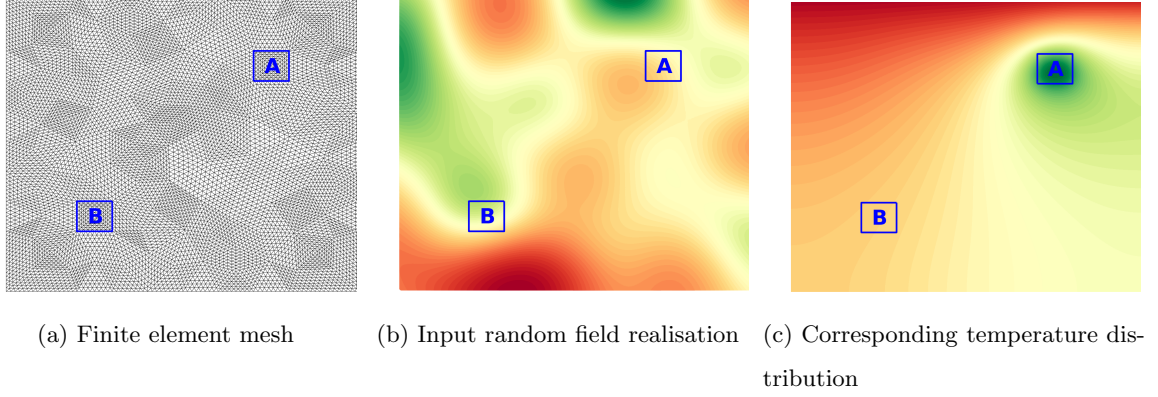 A
B
A
B
A
B
(a) Finite element mesh
(b) Input random field realisation
(c) Corresponding temperature dis-
tribution